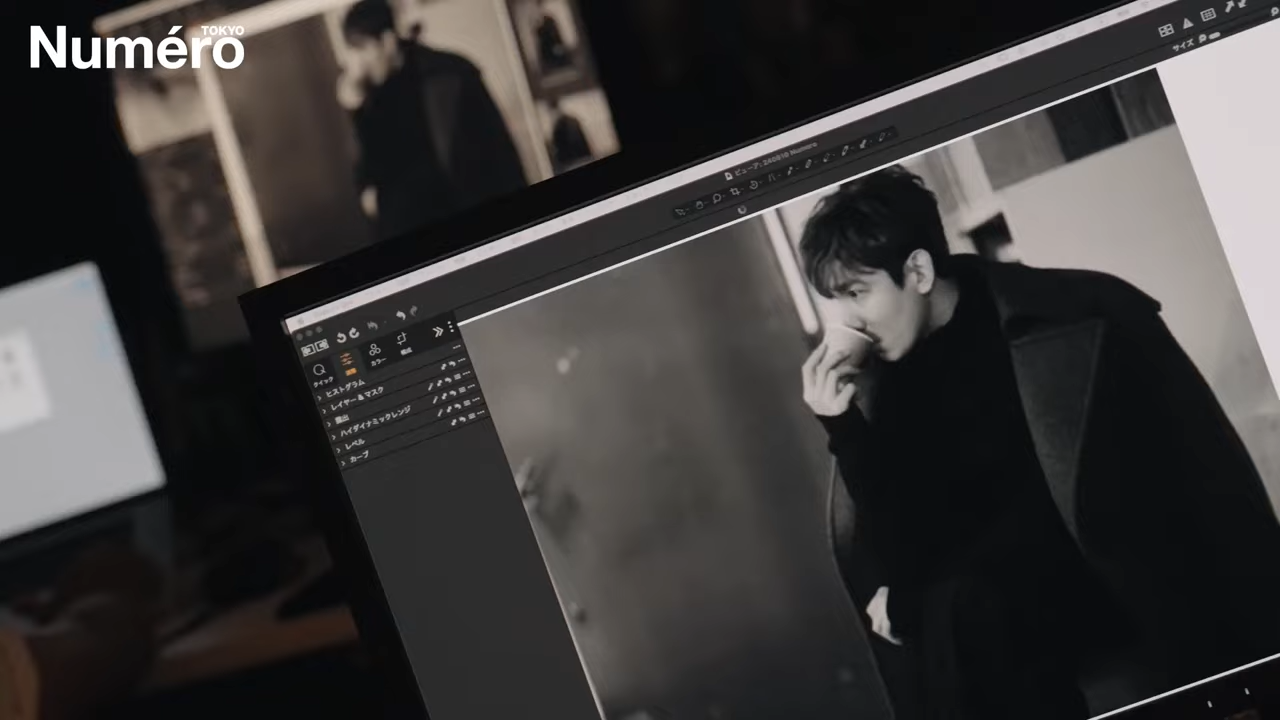 Numéro
TOKYO
サイズ
ビューア: 240810 Numero
クイック
カラー
ヒストグラム
レイヤー & マスク
露出
ハイダイナミックレンジ
レベル
カーブ